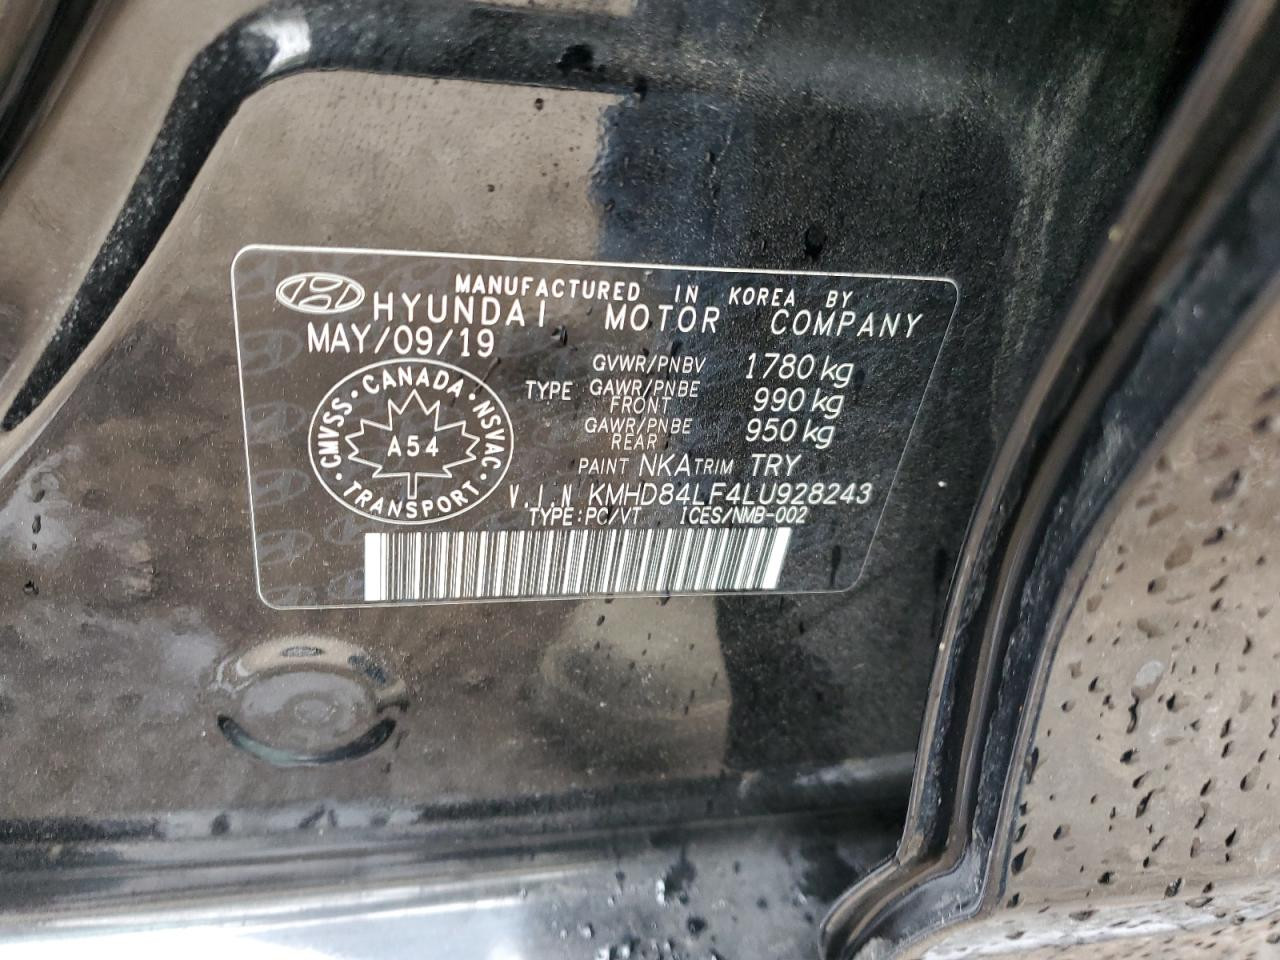 MANUFACTURED IN KOREA BY
HYUNDAI MOTOR COMPANY
MAY/09/19
GVWR/PNBV 1780 kg
TYPE GAWR/PNBE FRONT 990 kg
GAWR/PNBE REAR 950 kg
PAINT NKA TRIM TRY
V.I.N KMHD84LF4LU928243
TYPE:PC/VT ICES/NMB-002
CMVSS · CANADA · NSVAC
A54
TRANSPORT